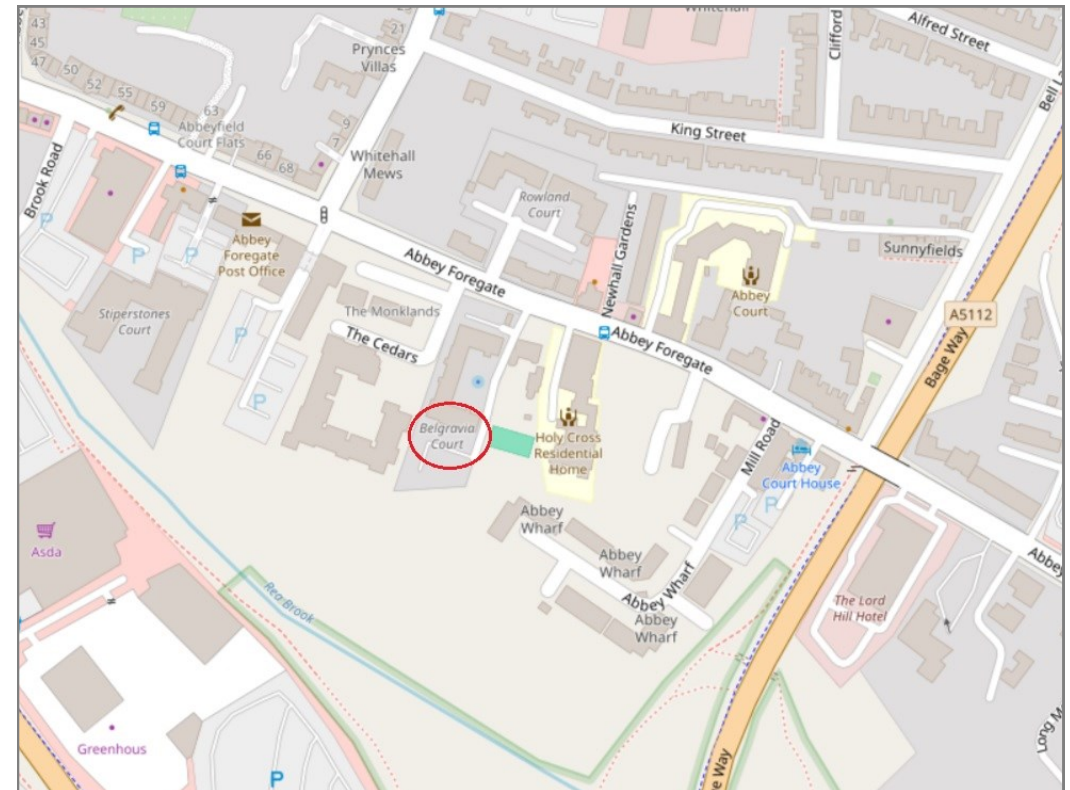 Whitehall
43
45
47
50
52
55
59
63
Abbeyfield
Court Flats
66
68
21
Prynces
Villas
9
7
Whitehall
Mews
Alfred Street
Clifford
King Street
Brook Road
P
P
P
Abbey
Foregate
Post Office
Rowland
Court
Newhall Gardens
Abbey
Court
Sunnyfields
A5112
Bage Way
Abbey Foregate
Abbey Foregate
The Monklands
The Cedars
Stiperstones
Court
P
P
Belgravia
Court
Holy Cross
Residential
Home
Mill Road
Abbey
Court House
P
P
Abbey
Wharf
Abbey
Wharf
Abbey Wharf
Abbey
Wharf
Asda
Rea Brook
The Lord
Hill Hotel
Abbey
Greenhous
P
Long M
e Way